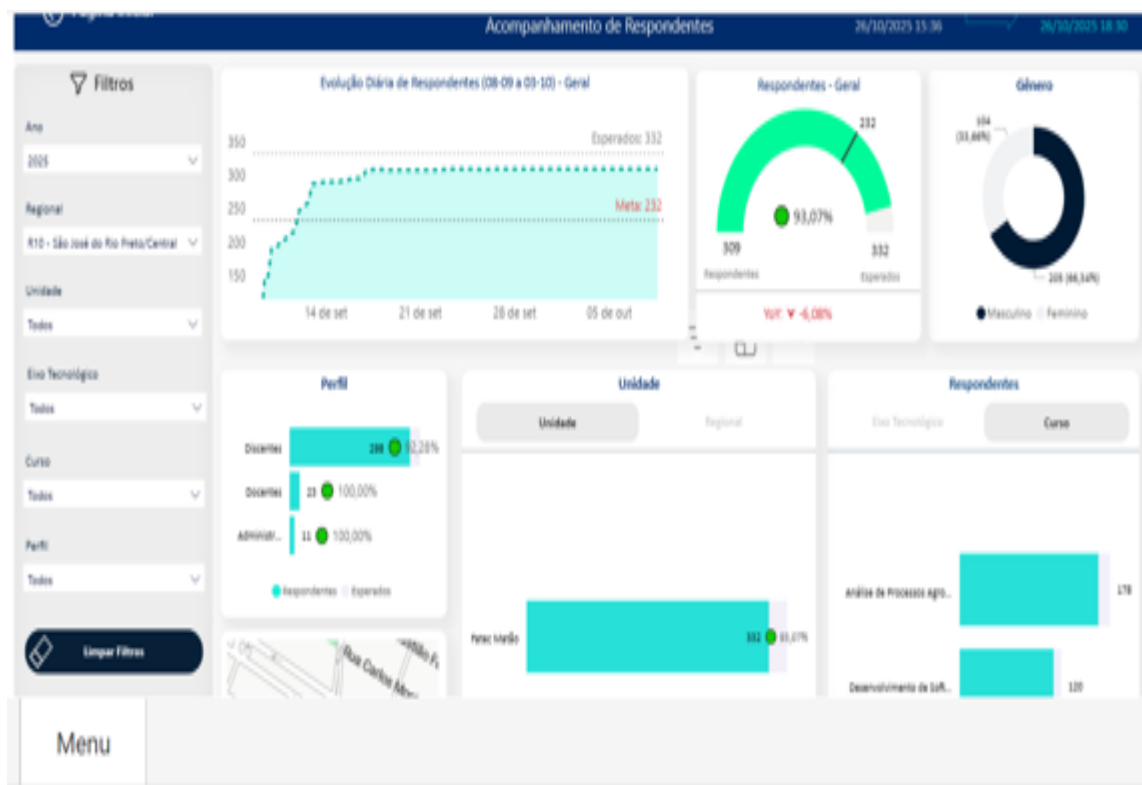 Página Inicial
Acompanhamento de Respondentes
26/10/2025 15:36
26/10/2025 18:30
Filtros
Ano
2025
Regional
R10 - São José do Rio Preto/Central
Unidade
Todos
Eixo Tecnológico
Todos
Curso
Todos
Perfil
Todos
Limpar Filtros
Evolução Diária de Respondentes (08-09 a 03-10) - Geral
350
300
250
200
150
Esperados: 332
Meta: 232
14 de set
21 de set
28 de set
05 de out
Respondentes - Geral
232
93,07%
309
332
Respondentes
Esperados
YoY: ▼ -6,08%
Gênero
104
(33,66%)
205 (66,34%)
Masculino
Feminino
Perfil
Discentes
298
92,28%
Docentes
23
100,00%
Administr...
11
100,00%
Respondentes
Esperados
Rua Carlos
Unidade
Unidade
Regional
Fatec Matão
332
93,07%
Respondentes
Eixo Tecnológico
Curso
Análise de Processos Agro...
178
Desenvolvimento de Soft...
120
Menu